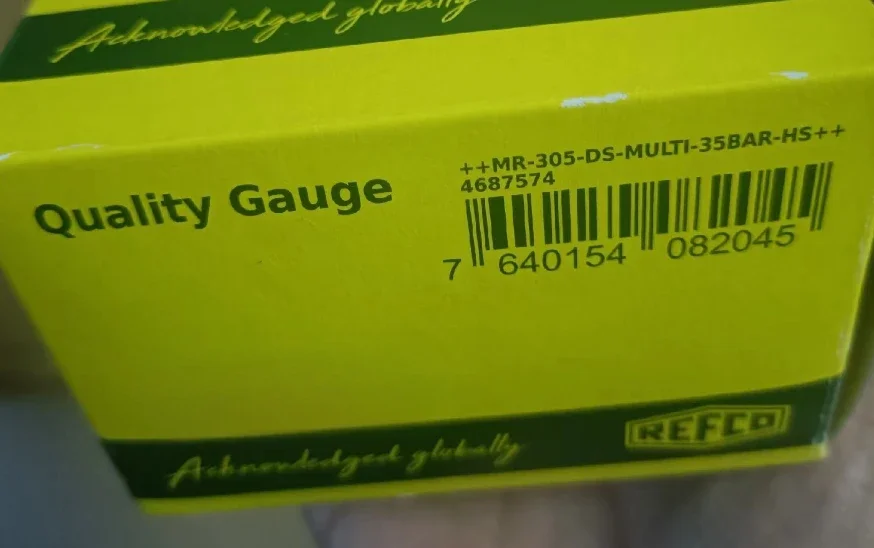 Acknowledged globally
++MR-305-DS-MULTI-35BAR-HS++
4687574
Quality Gauge
7 640154 082045
Acknowledged globally
REFCO